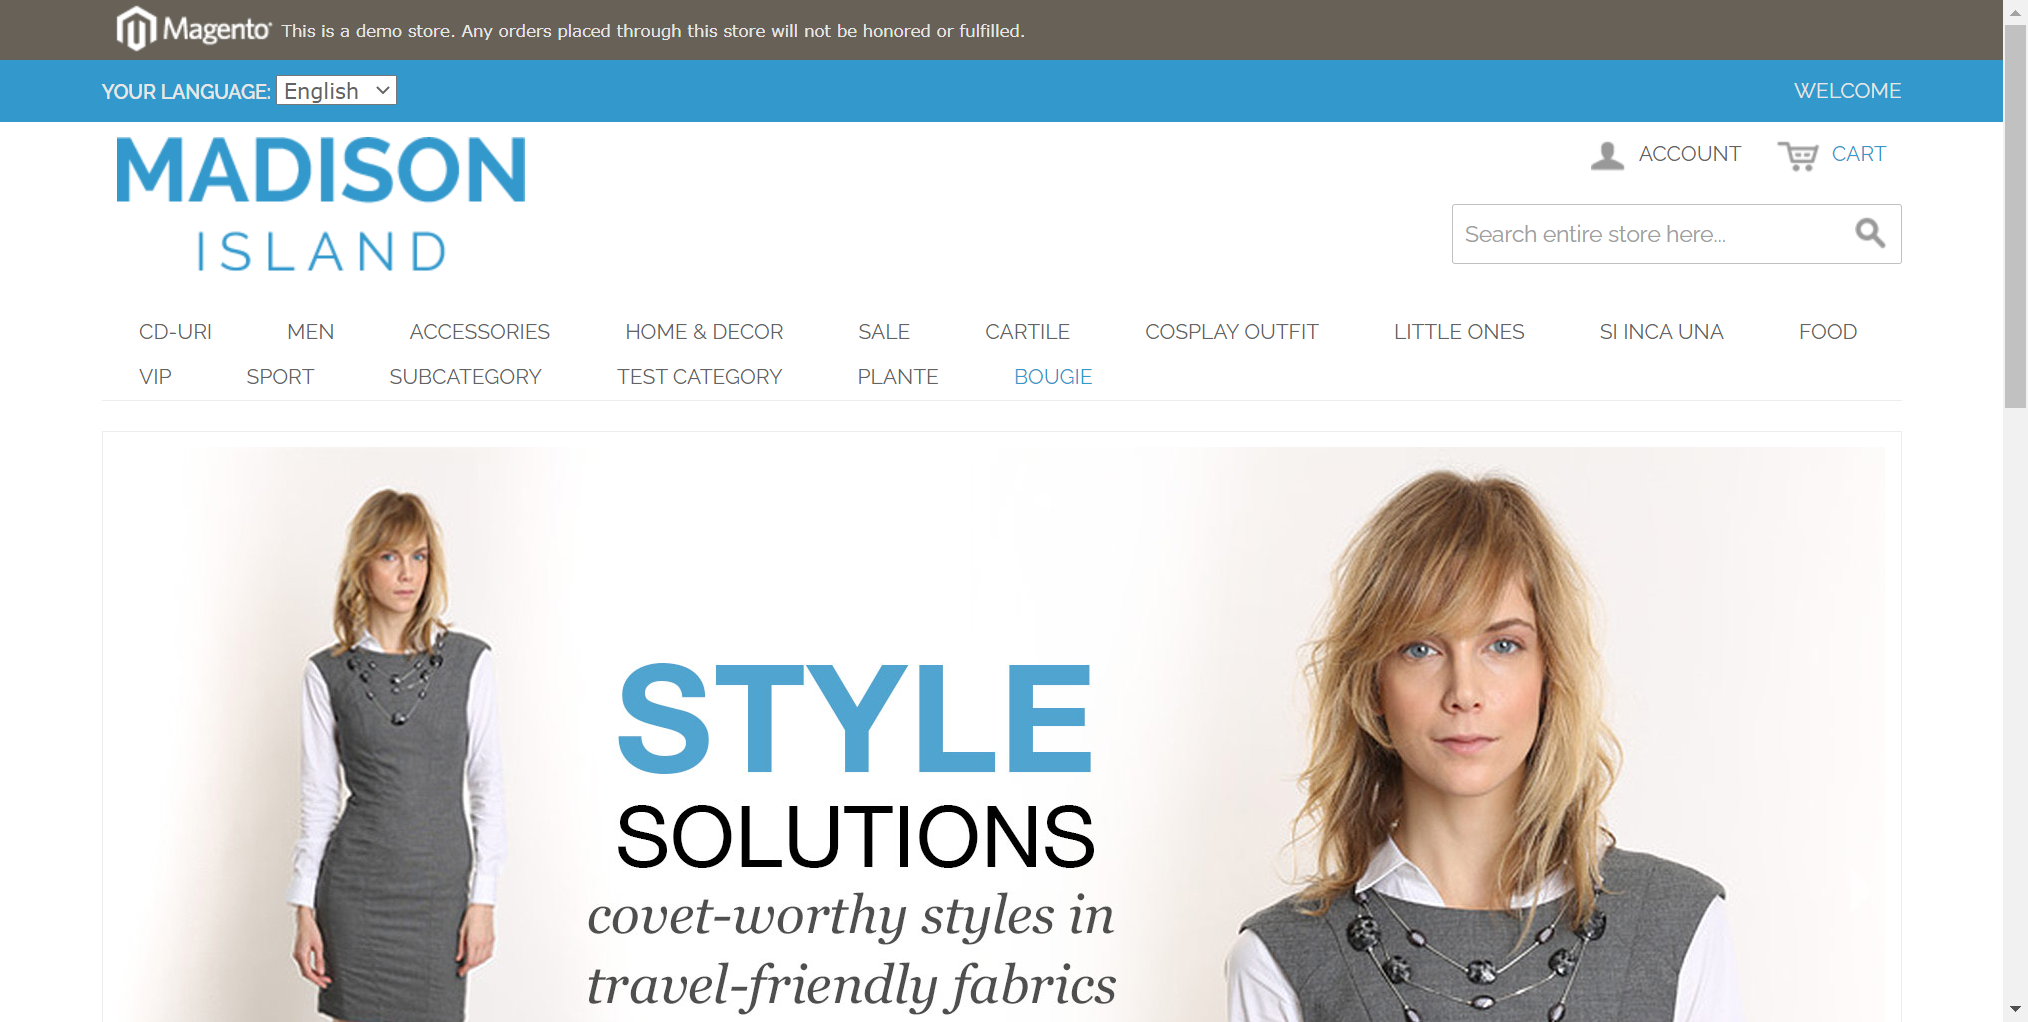 Magento® This is a demo store. Any orders placed through this store will not be honored or fulfilled.
YOUR LANGUAGE: English WELCOME
MADISON
ISLAND
ACCOUNT CART
Search entire store here...
CD-URI MEN ACCESSORIES HOME & DECOR SALE CARTILE COSPLAY OUTFIT LITTLE ONES SI INCA UNA FOOD
VIP SPORT SUBCATEGORY TEST CATEGORY PLANTE BOUGIE
STYLE
SOLUTIONS
covet-worthy styles in
travel-friendly fabrics